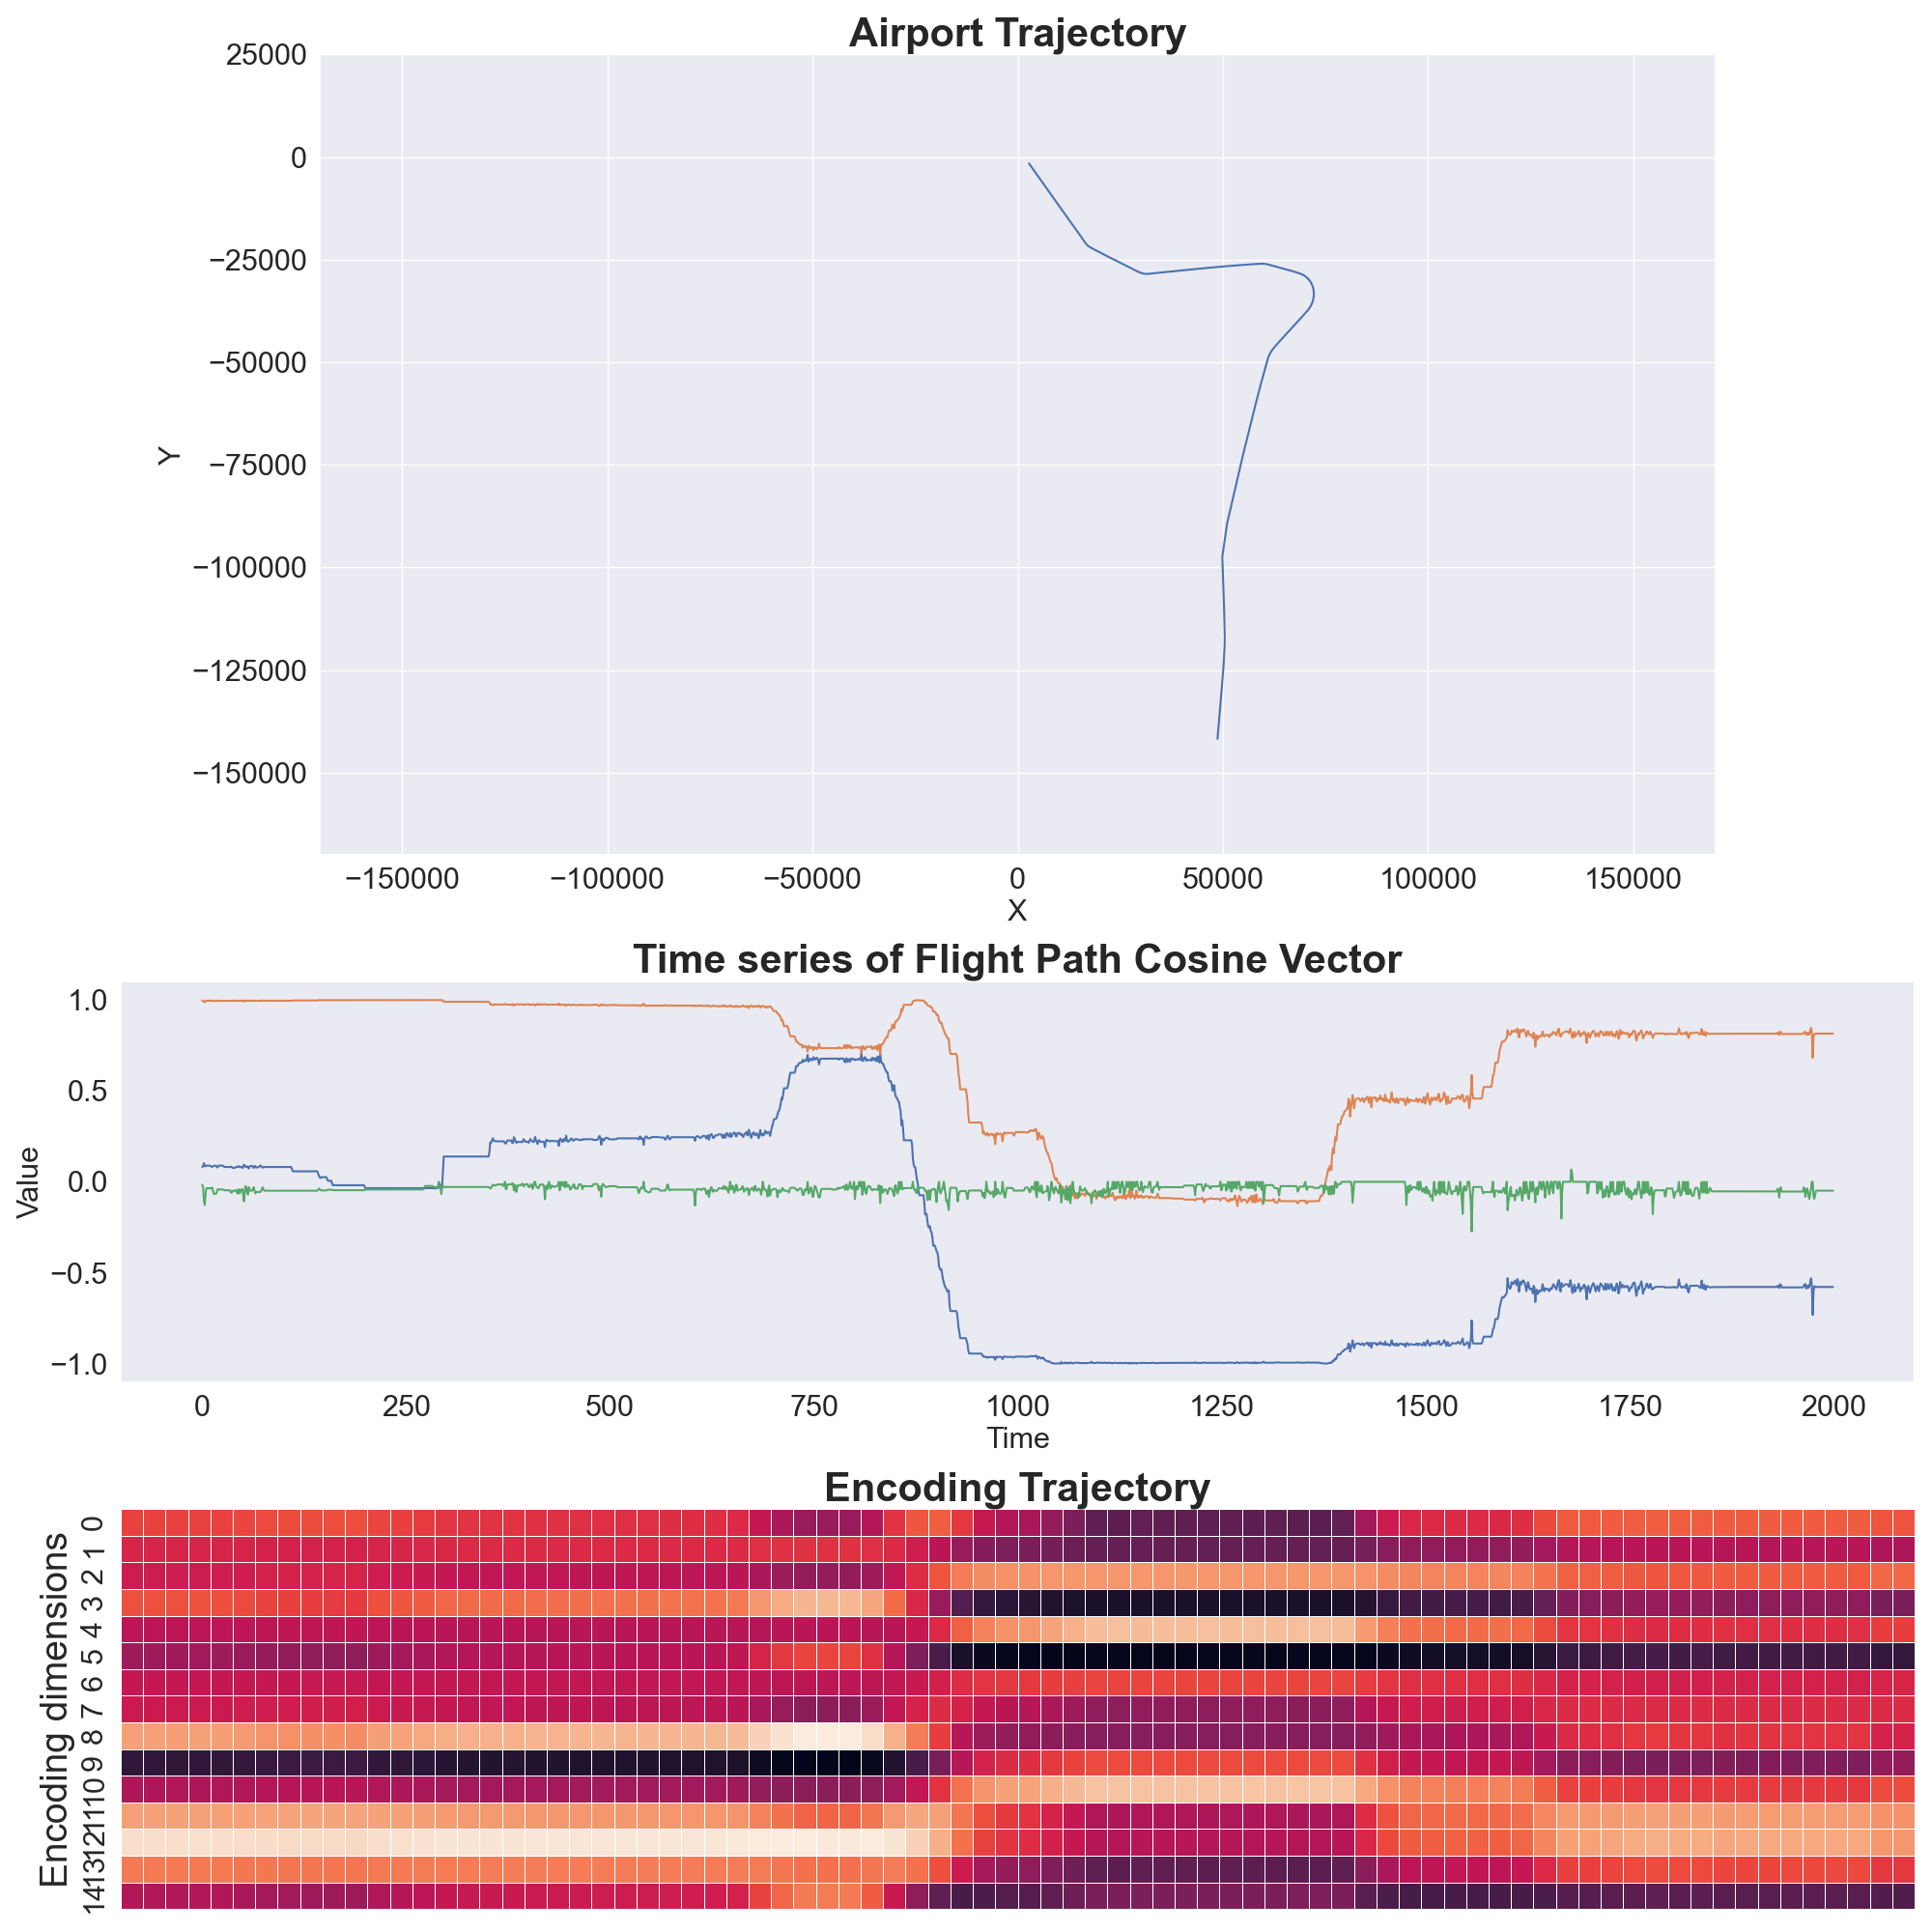 Airport Trajectory
25000
0
−25000
−50000
−75000
−100000
−125000
−150000
Y
−150000 −100000 −50000 0 50000 100000 150000
X
Time series of Flight Path Cosine Vector
1.0
0.5
0.0
−0.5
−1.0
Value
0 250 500 750 1000 1250 1500 1750 2000
Time
Encoding Trajectory
Encoding dimensions
0
1
2
3
4
5
6
7
8
9
10
11
12
13
14